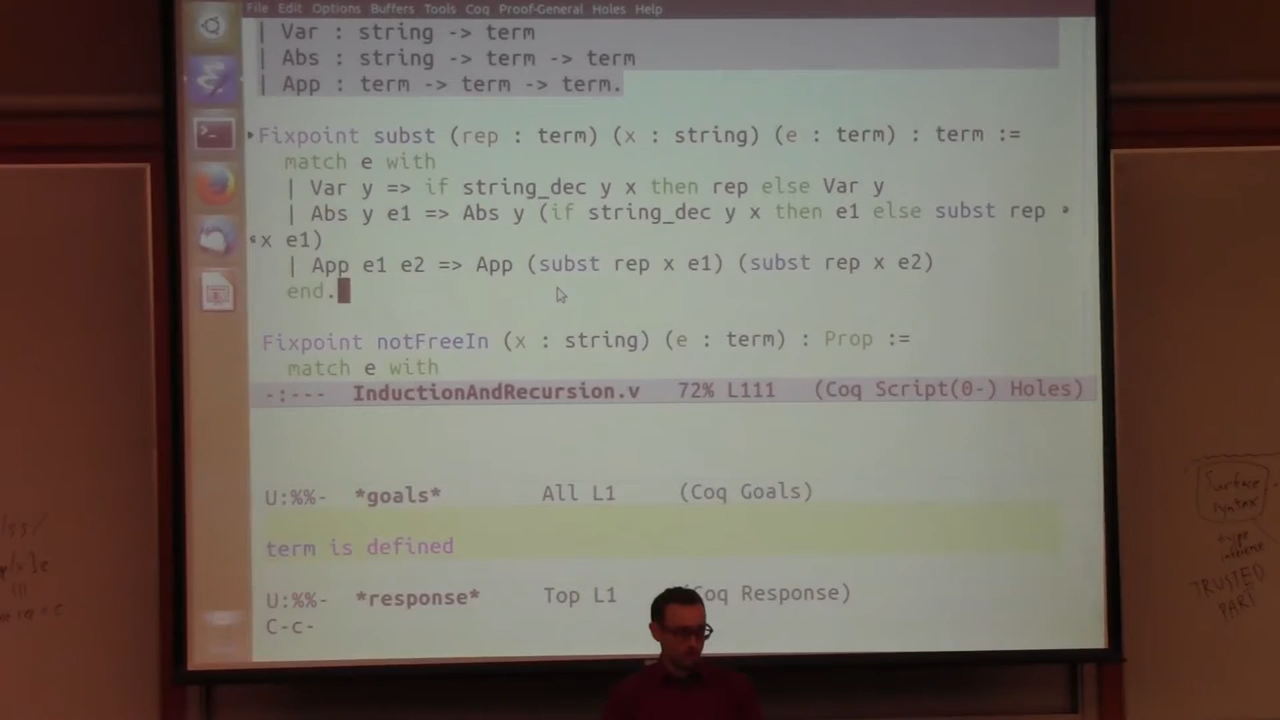 File Edit Options Buffers Tools Coq Proof-General Holes Help
| Var : string -> term
| Abs : string -> term -> term
| App : term -> term -> term.
Fixpoint subst (rep : term) (x : string) (e : term) : term :=
match e with
| Var y => if string_dec y x then rep else Var y
| Abs y e1 => Abs y (if string_dec y x then e1 else subst rep
x e1)
| App e1 e2 => App (subst rep x e1) (subst rep x e2)
end.
Fixpoint notFreeIn (x : string) (e : term) : Prop :=
match e with
-:--- InductionAndRecursion.v 72% L111 (Coq Script(0-) Holes)
U:%%- *goals* All L1 (Coq Goals)
term is defined
U:%%- *response* Top L1 (Coq Response)
C-c-
Surface
syntax
type
inference
TRUSTED
PART